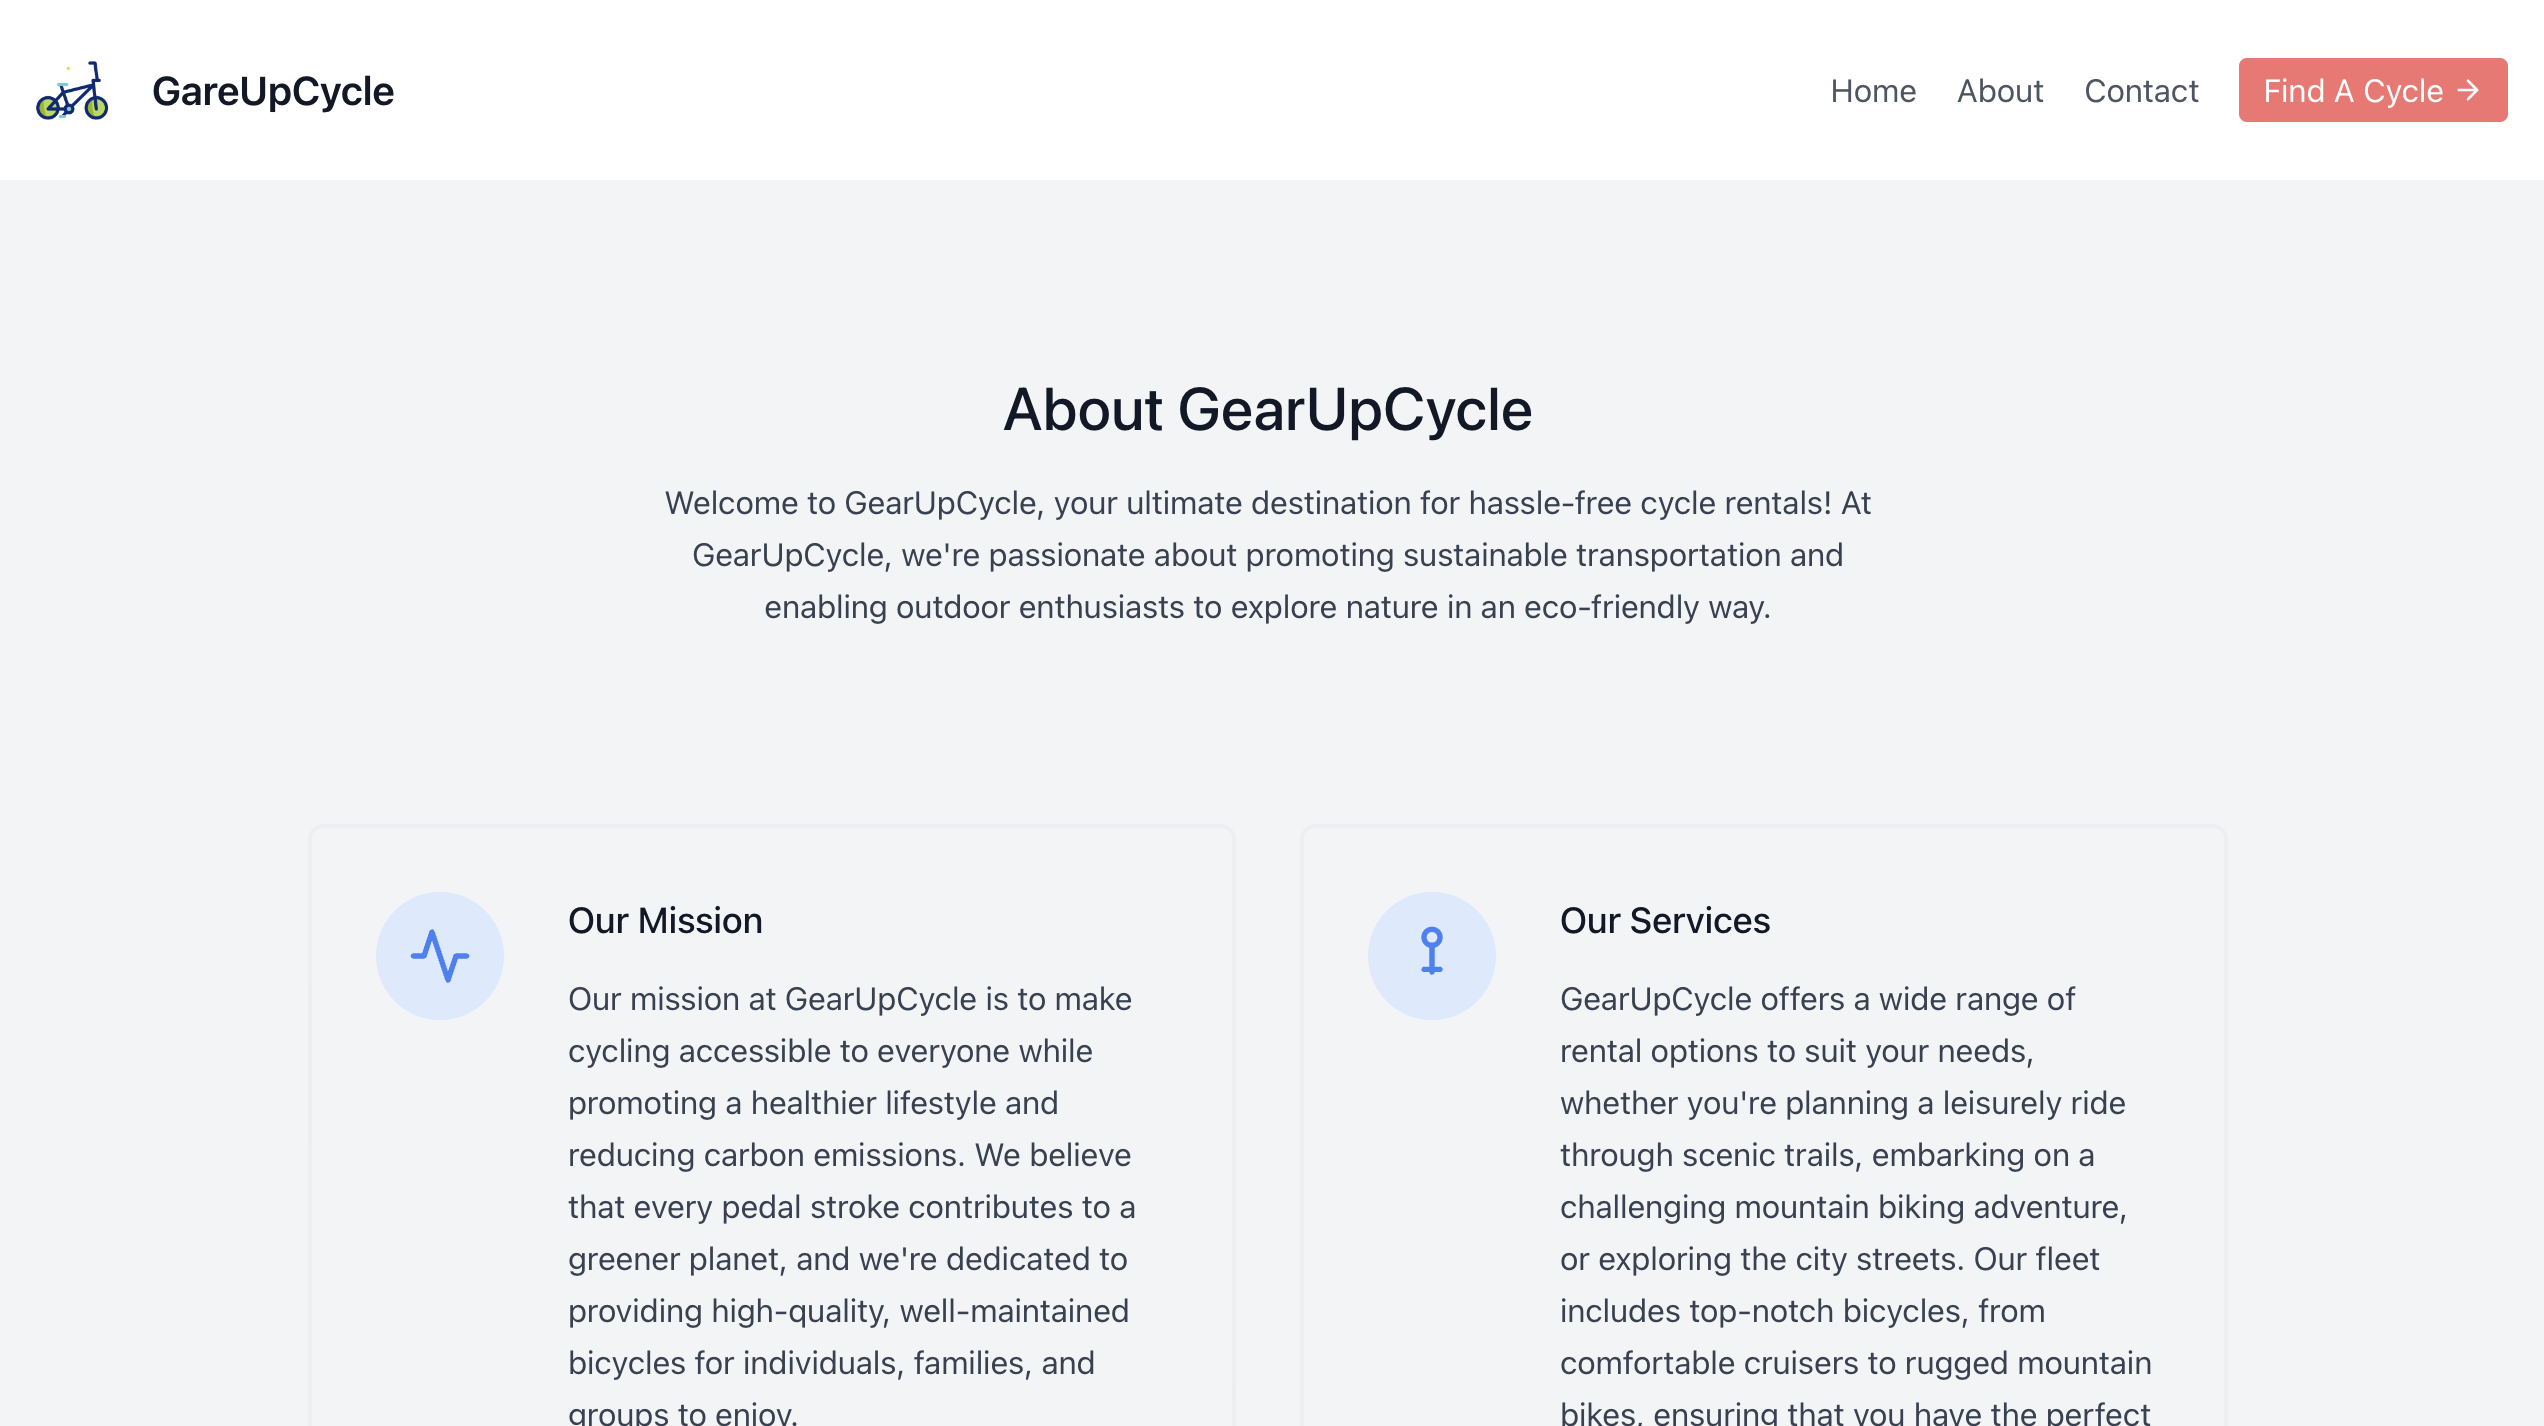 GareUpCycle
Home
About
Contact
Find A Cycle →
About GearUpCycle
Welcome to GearUpCycle, your ultimate destination for hassle-free cycle rentals! At
GearUpCycle, we're passionate about promoting sustainable transportation and
enabling outdoor enthusiasts to explore nature in an eco-friendly way.
Our Mission
Our mission at GearUpCycle is to make
cycling accessible to everyone while
promoting a healthier lifestyle and
reducing carbon emissions. We believe
that every pedal stroke contributes to a
greener planet, and we're dedicated to
providing high-quality, well-maintained
bicycles for individuals, families, and
groups to enjoy.
Our Services
GearUpCycle offers a wide range of
rental options to suit your needs,
whether you're planning a leisurely ride
through scenic trails, embarking on a
challenging mountain biking adventure,
or exploring the city streets. Our fleet
includes top-notch bicycles, from
comfortable cruisers to rugged mountain
bikes, ensuring that you have the perfect